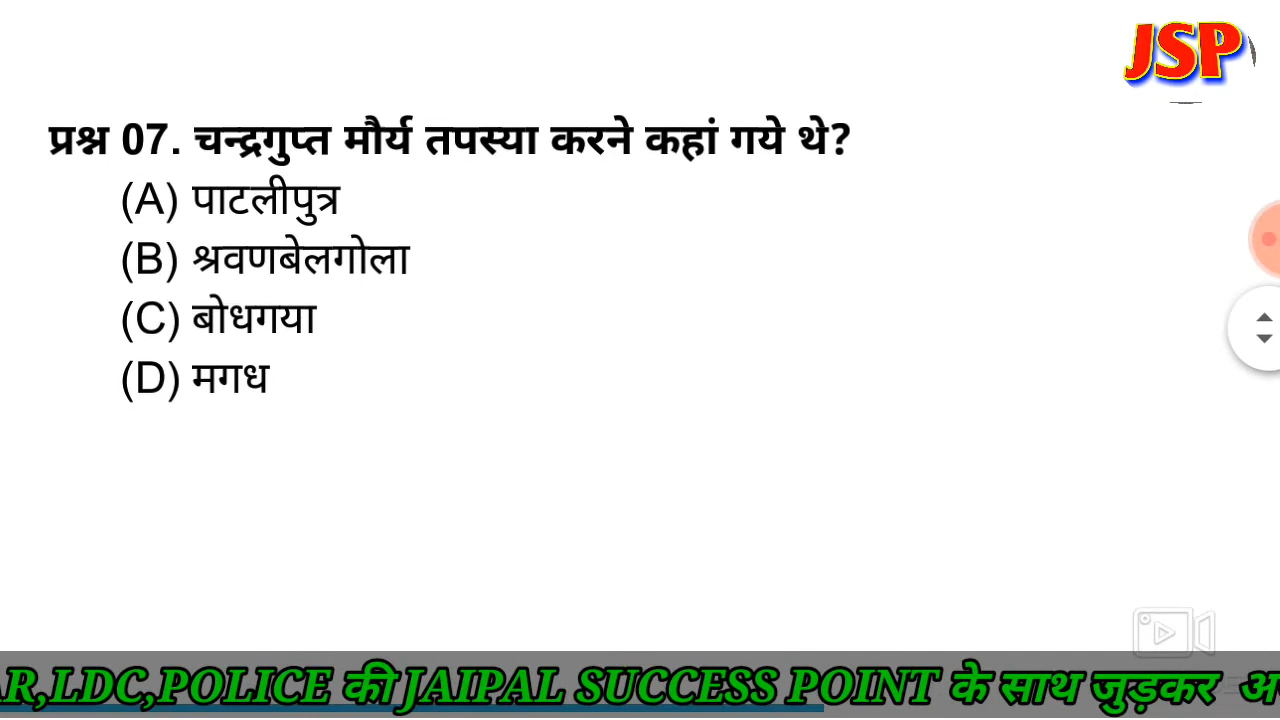 JSP
प्रश्न 07. चन्द्रगुप्त मौर्य तपस्या करने कहां गये थे?
(A) पाटलीपुत्र
(B) श्रवणबेलगोला
(C) बोधगया
(D) मगध
AR,LDC,POLICE की JAIPAL SUCCESS POINT के साथ जुड़कर अ